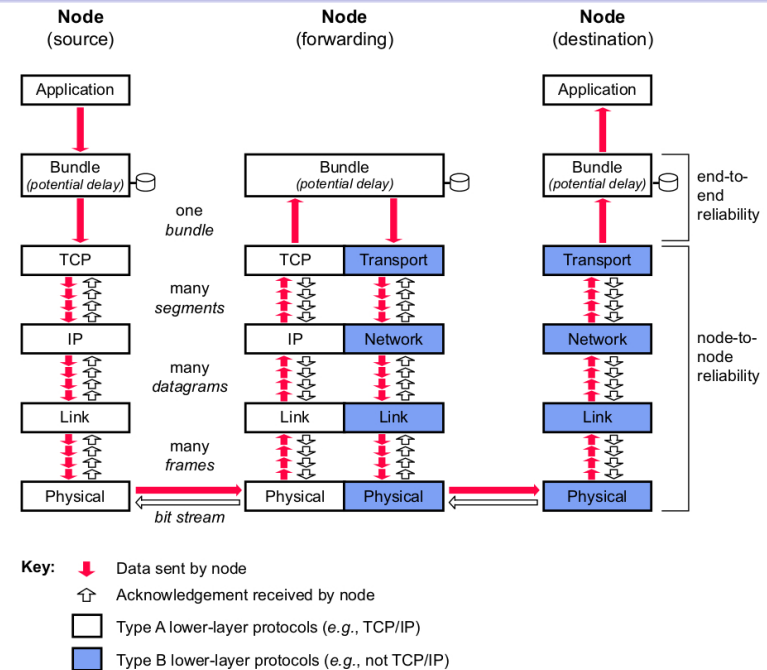 Node
(source)
Node
(forwarding)
Node
(destination)
Application
Application
Bundle
(potential delay)
Bundle
(potential delay)
Bundle
(potential delay)
end-to-
end
reliability
one
bundle
TCP
TCP
Transport
Transport
many
segments
IP
IP
Network
Network
node-to-
node
reliability
many
datagrams
Link
Link
Link
Link
many
frames
Physical
Physical
Physical
Physical
bit stream
Key:
Data sent by node
Acknowledgement received by node
Type A lower-layer protocols (e.g., TCP/IP)
Type B lower-layer protocols (e.g., not TCP/IP)